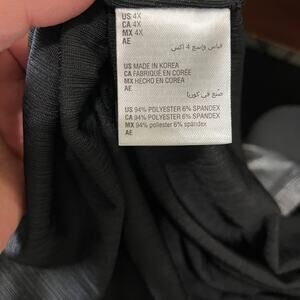 US 4X
CA 4X
MX 4X
AE
قياس واسع 4 اكس
US MADE IN KOREA
CA FABRIQUÉ EN CORÉE
MX HECHO EN COREA
AE
صنع في كوريا
US 94% POLYESTER 6% SPANDEX
CA 94% POLYESTER 6% SPANDEX
MX 94% poliester 6% spandex
AE